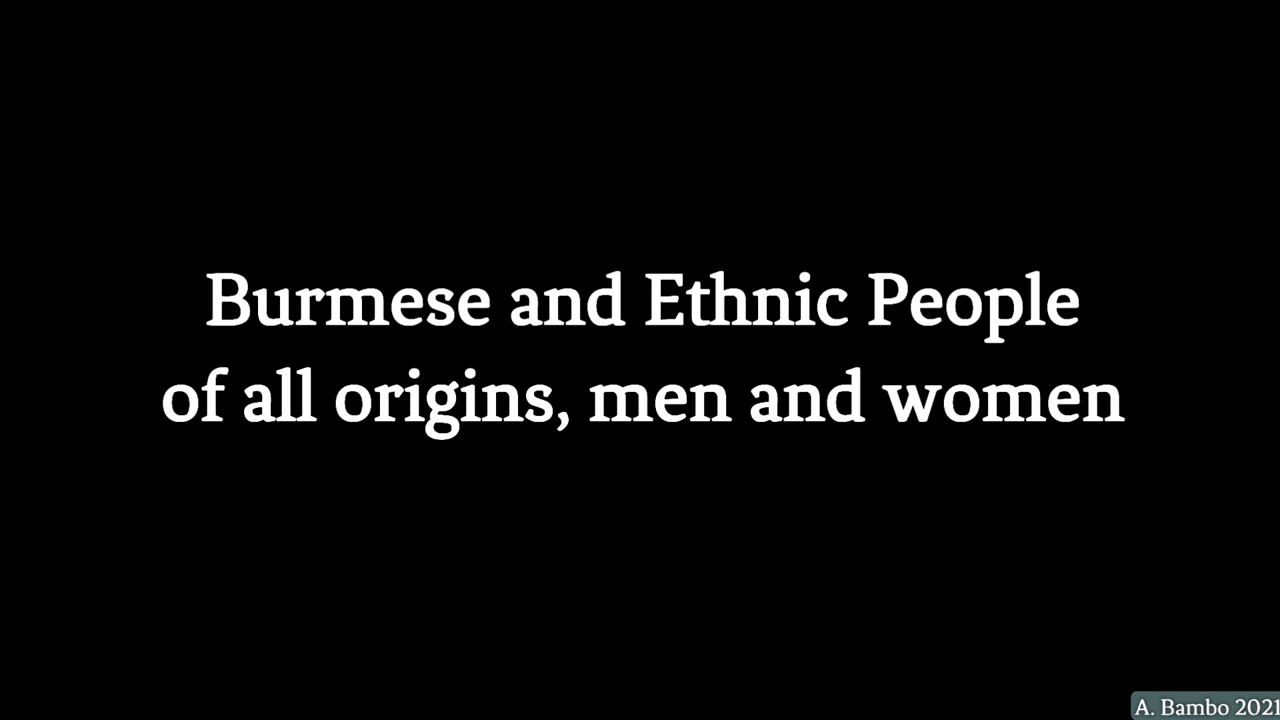 Burmese and Ethnic People
of all origins, men and women
A. Bambo 2021